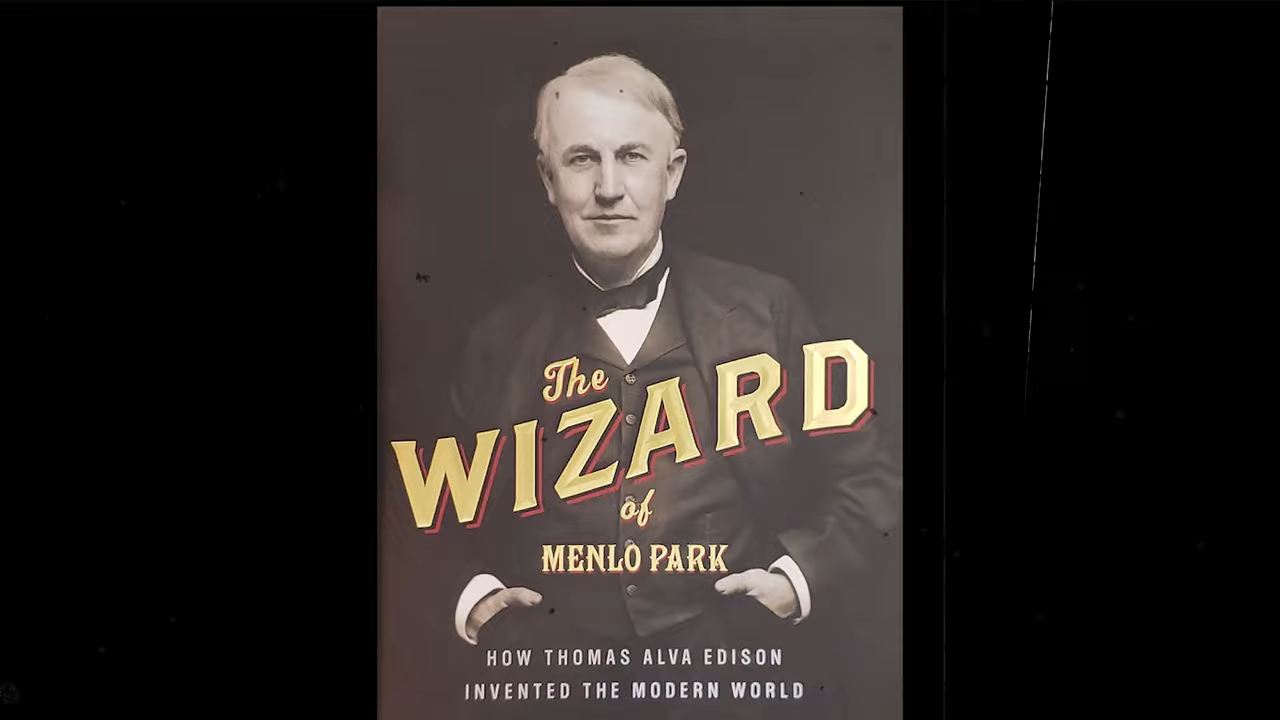 The
WIZARD
of
MENLO PARK
HOW THOMAS ALVA EDISON
INVENTED THE MODERN WORLD